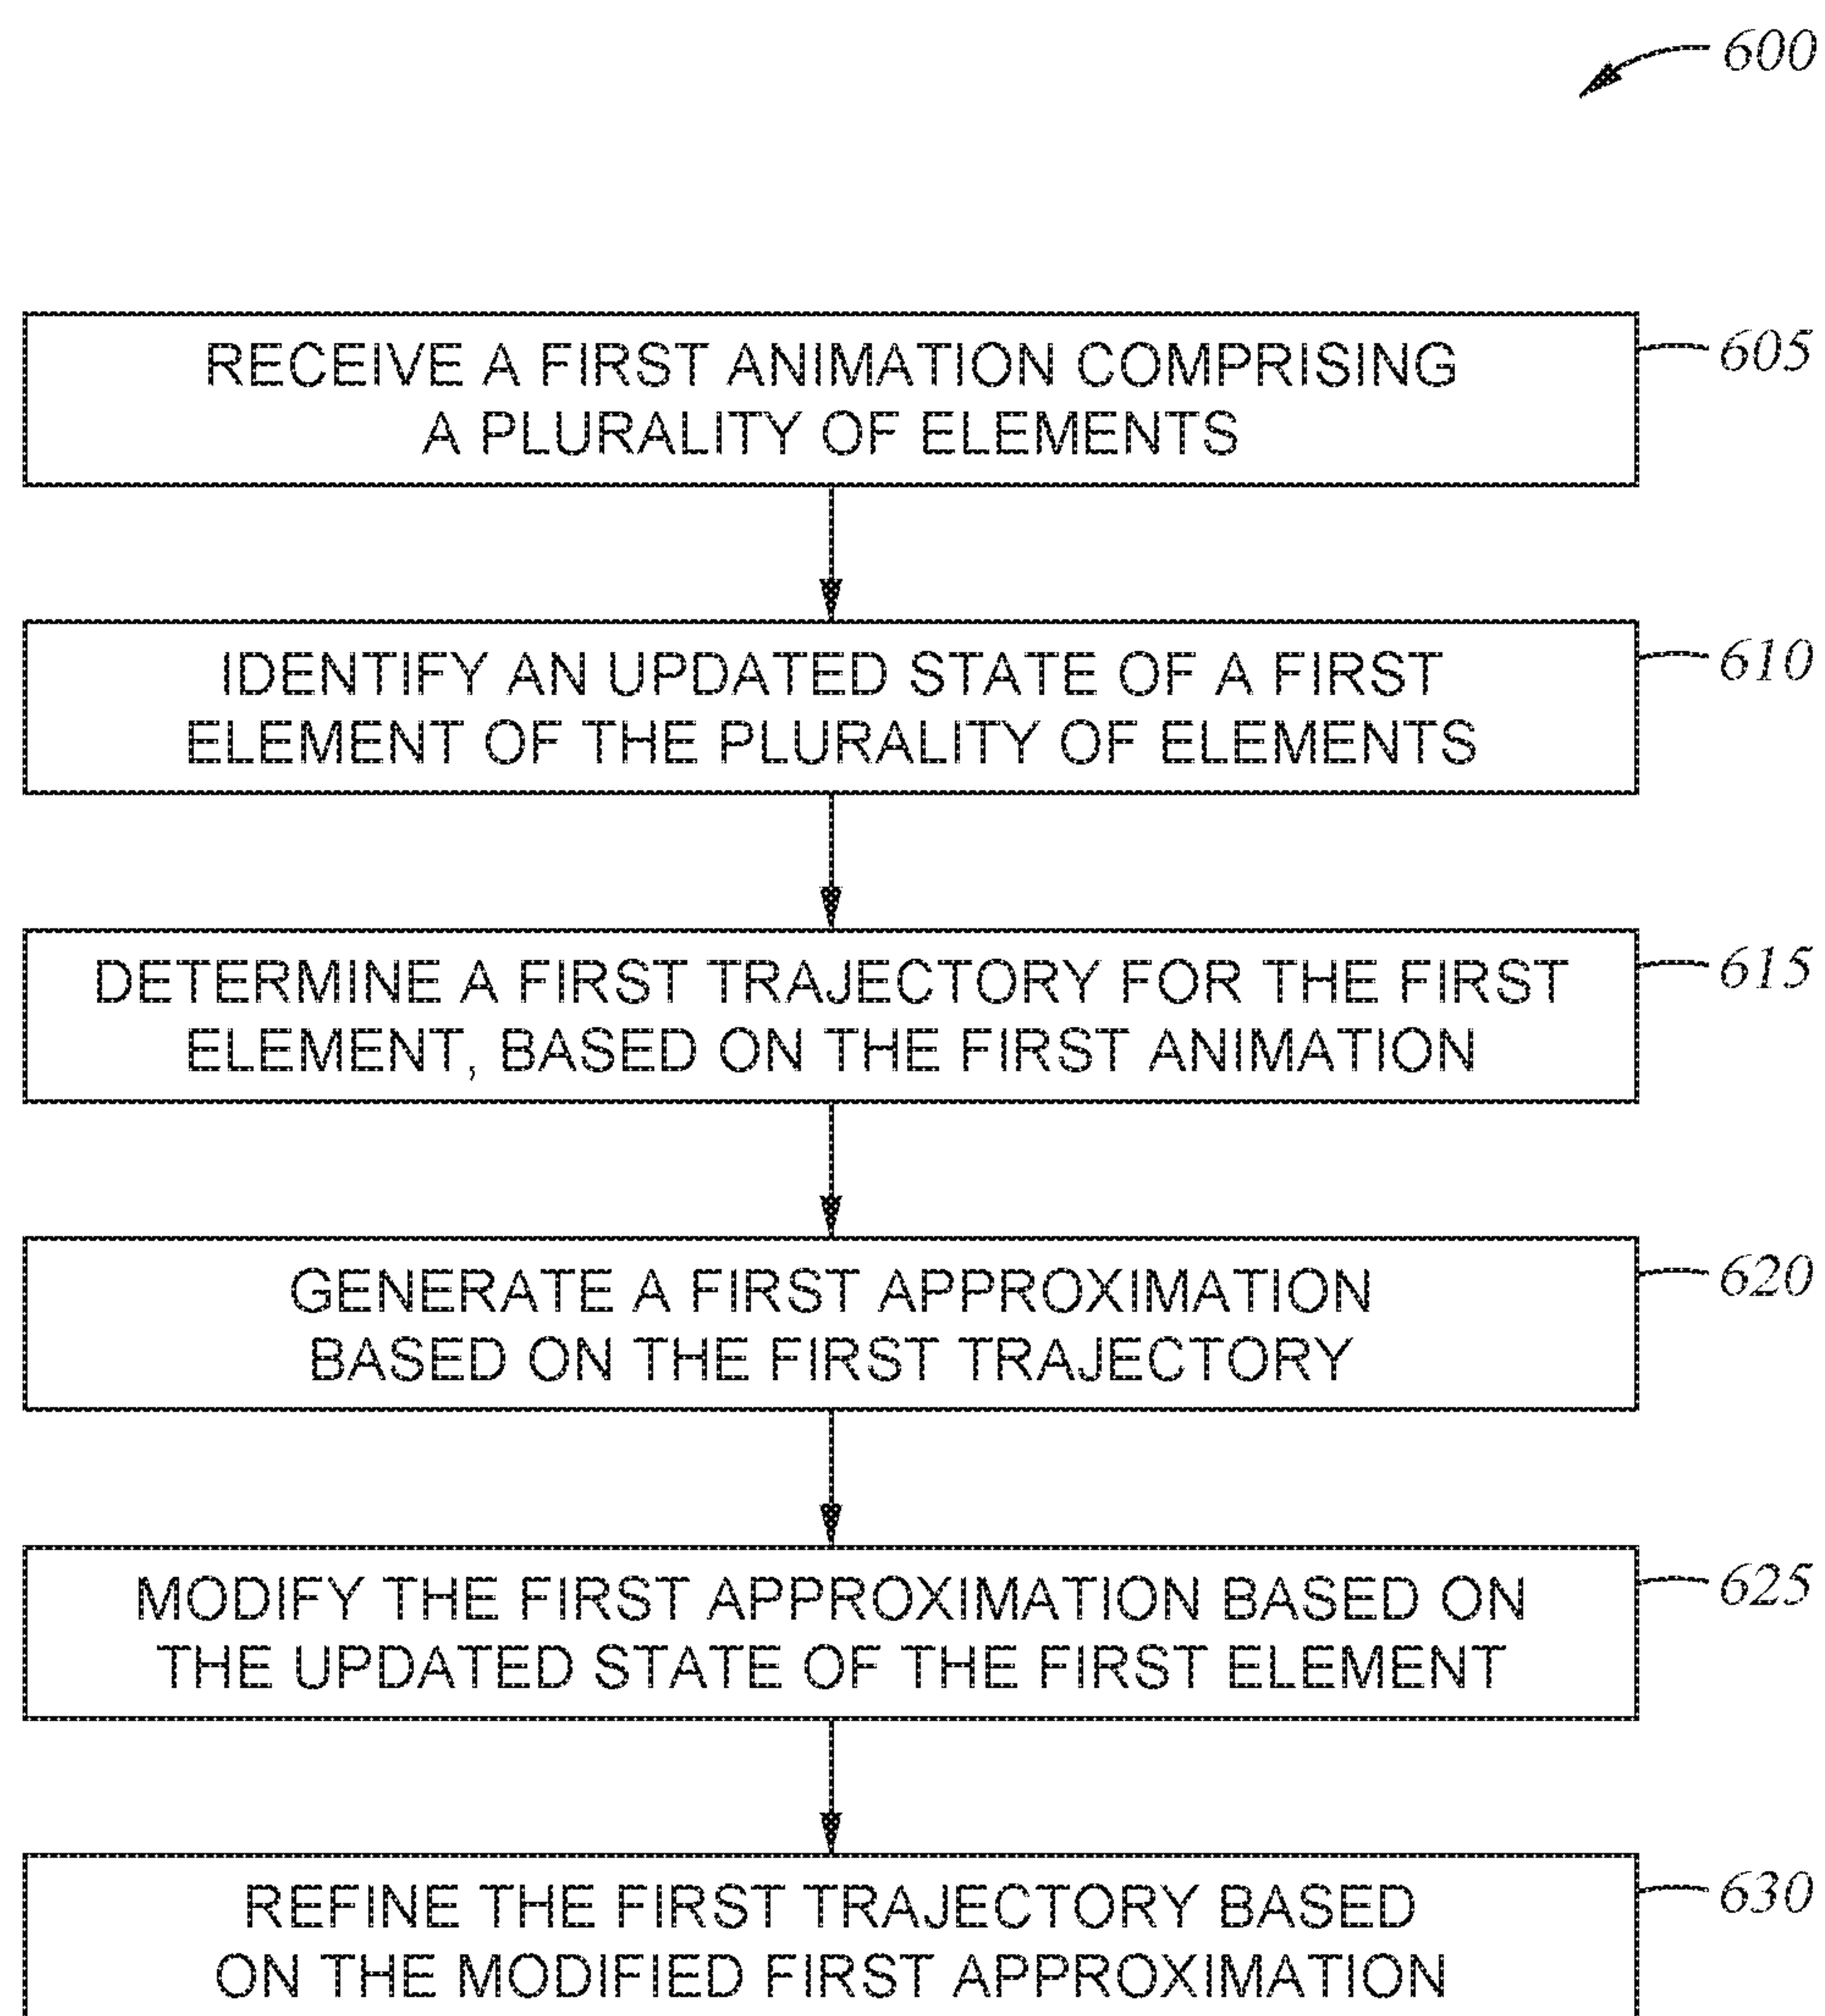 600
RECEIVE A FIRST ANIMATION COMPRISING
A PLURALITY OF ELEMENTS
605
IDENTIFY AN UPDATED STATE OF A FIRST
ELEMENT OF THE PLURALITY OF ELEMENTS
610
DETERMINE A FIRST TRAJECTORY FOR THE FIRST
ELEMENT, BASED ON THE FIRST ANIMATION
615
GENERATE A FIRST APPROXIMATION
BASED ON THE FIRST TRAJECTORY
620
MODIFY THE FIRST APPROXIMATION BASED ON
THE UPDATED STATE OF THE FIRST ELEMENT
625
REFINE THE FIRST TRAJECTORY BASED
ON THE MODIFIED FIRST APPROXIMATION
630